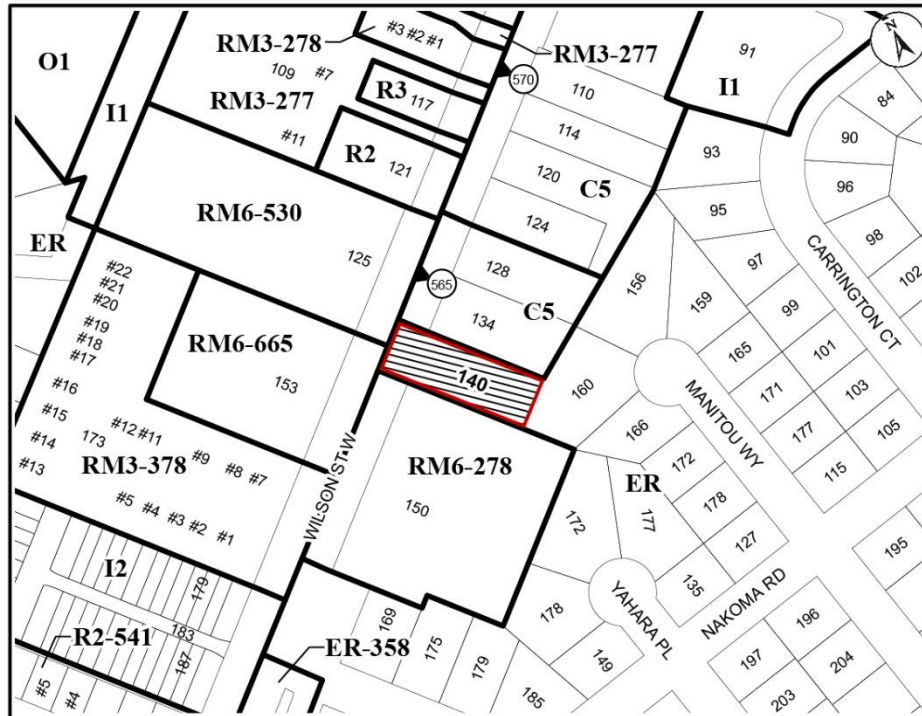 #3 #2 #1
RM3-278
RM3-277
91
N
O1
109 #7
570
I1
84
RM3-277
R3
117
110
I1
114
93
90
#11
R2
121
120
C5
96
RM6-530
124
95
98
ER
125
128
156
97
102
CARRINGTON CT
#22
#21
#20
565
159
99
#19
#18
#17
RM6-665
134
C5
165
101
#16
153
140
160
171
103
MANITOU WY
#15
#12 #11
166
177
105
#14
173
#9
#8 #7
172
115
#13
RM3-378
RM6-278
ER
178
#5 #4 #3 #2 #1
WILSON ST W
150
172
177
127
195
I2
179
135
NAKOMA RD
178
YAHARA PL
196
183
169
R2-541
187
ER-358
175
149
197
204
179
#5 #4
185
203